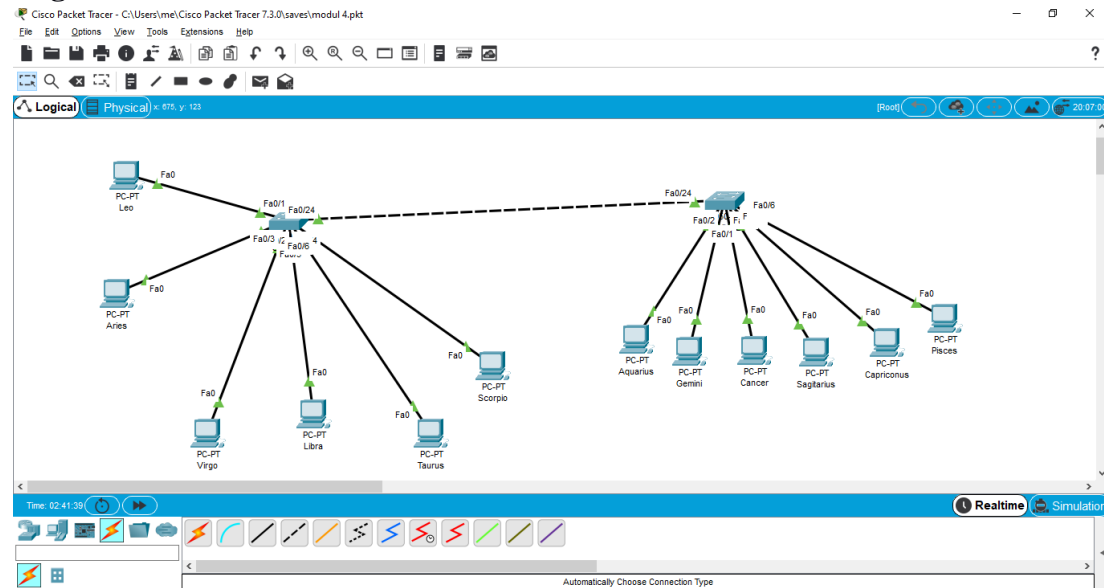 Cisco Packet Tracer - C:\Users\me\Cisco Packet Tracer 7.3.0\saves\modul 4.pkt
File Edit Options View Tools Extensions Help
?
Logical Physical x: 675, y: 123 [Root] 20:07:00
Fa0
PC-PT
Leo
Fa0/1
Fa0/24
Fa0/3
Fa0/6
4
Fa0
PC-PT
Aries
Fa0
PC-PT
Virgo
Fa0
PC-PT
Libra
Fa0
PC-PT
Taurus
Fa0
PC-PT
Scorpio
Fa0/24
Fa0/6
Fa0/2
Fa0/1
Fa0
PC-PT
Aquarius
Fa0
PC-PT
Gemini
Fa0
PC-PT
Cancer
Fa0
PC-PT
Sagitarius
Fa0
PC-PT
Capriconus
Fa0
PC-PT
Pisces
Time: 02:41:39 Realtime Simulation
Automatically Choose Connection Type